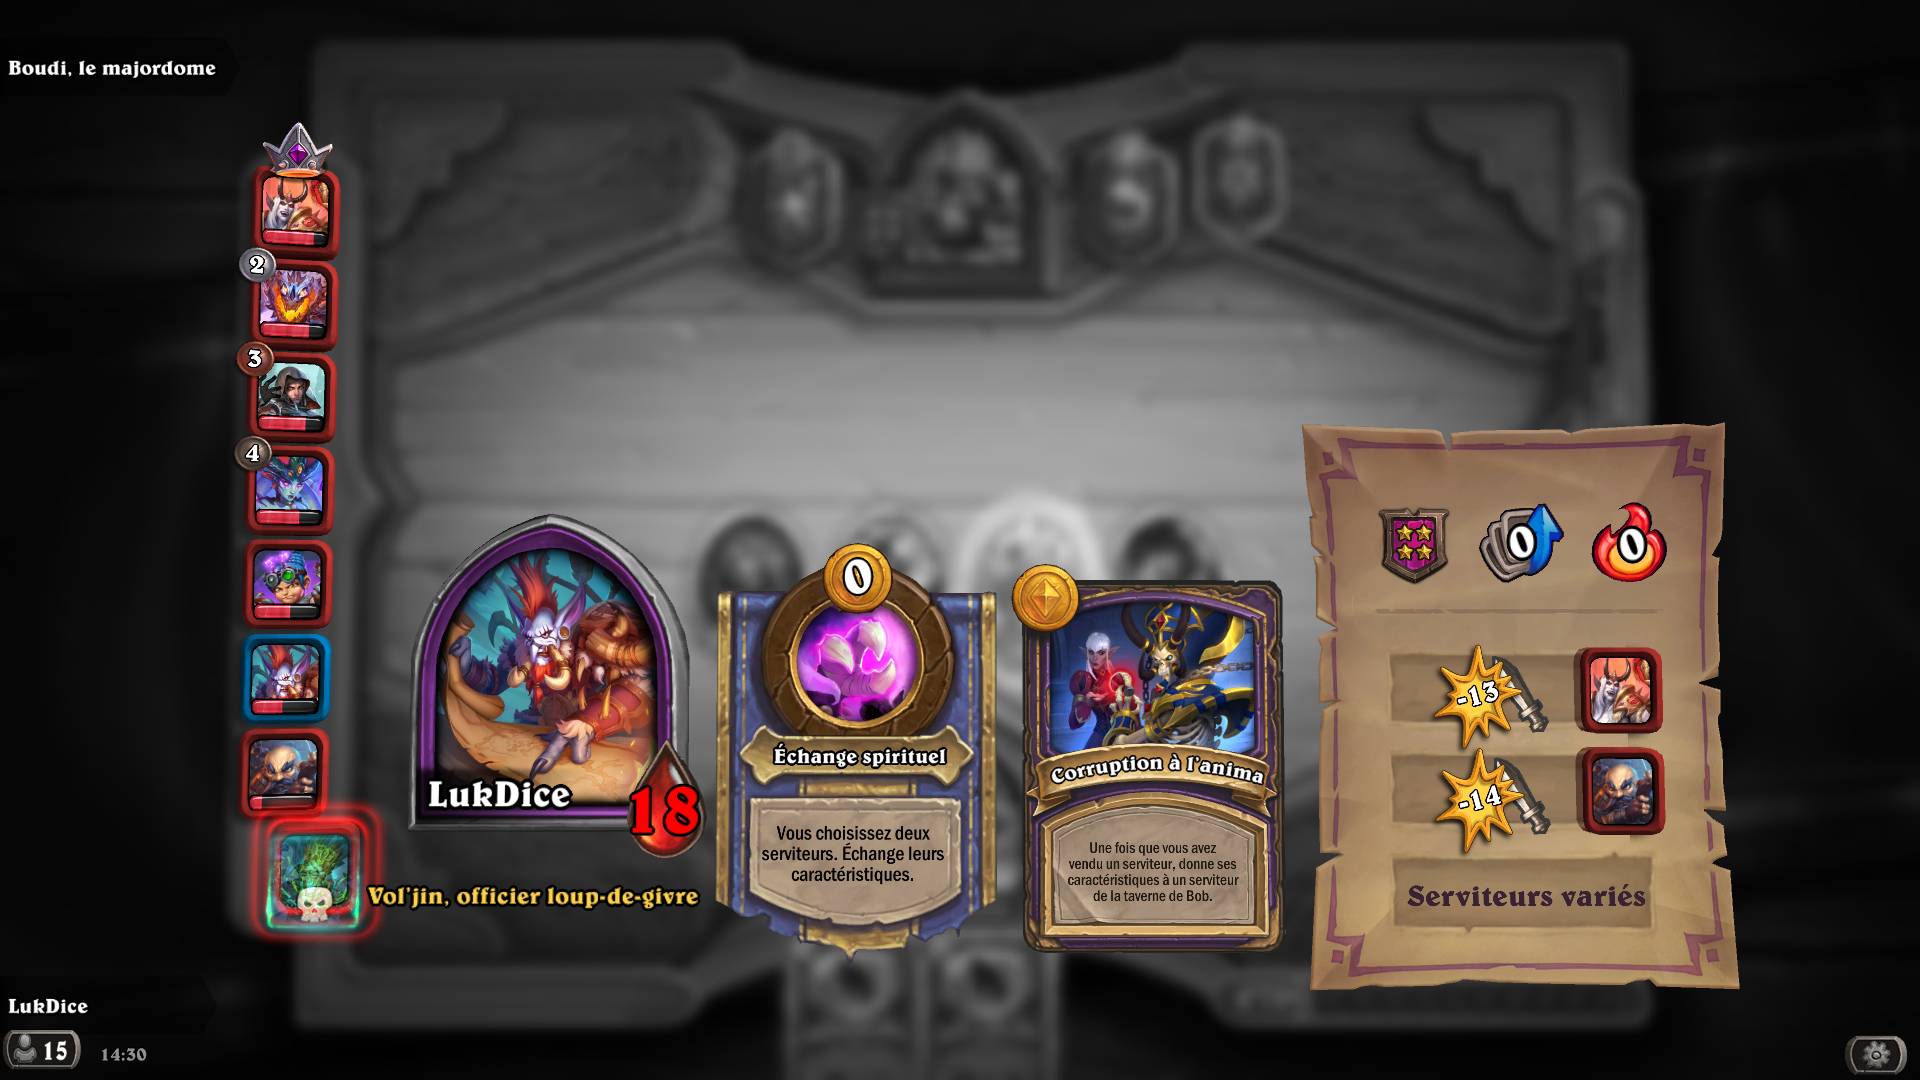 Boudi, le majordome
2
3
4
LukDice
18
Vol'jin, officier loup-de-givre
0
Échange spirituel
Vous choisissez deux
serviteurs. Échange leurs
caractéristiques.
Corruption à l'anima
Une fois que vous avez
vendu un serviteur, donne ses
caractéristiques à un serviteur
de la taverne de Bob.
0
0
-13
-14
Serviteurs variés
LukDice
15
14:30